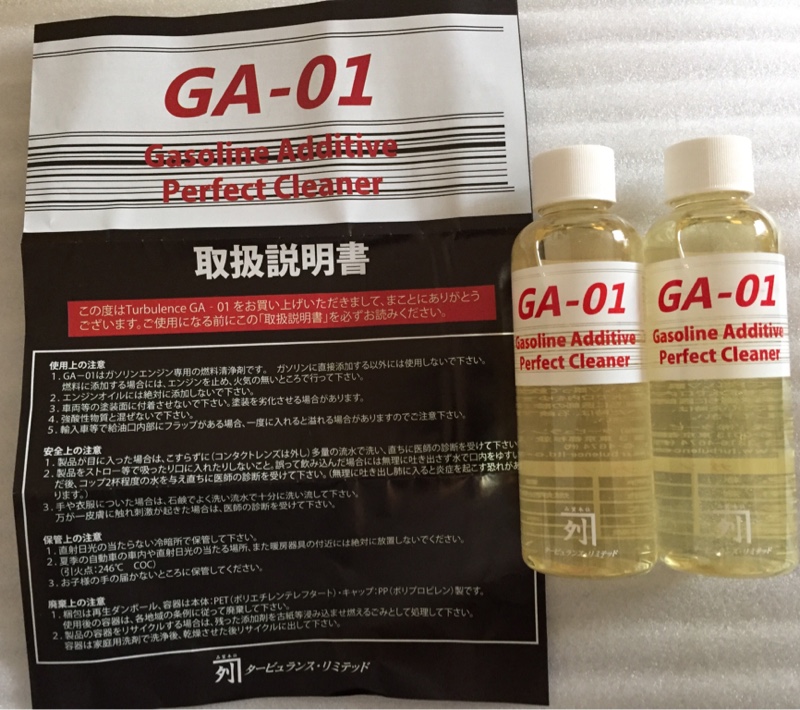 GA-01
Gasoline Additive
Perfect Cleaner
取扱説明書
この度はTurbulence GA‐01をお買い上げいただきまして、まことにありがとう
ございます。ご使用になる前にこの「取扱説明書」を必ずお読みください。
使用上の注意
1. GA−01はガソリンエンジン専用の燃料清浄剤です。 ガソリンに直接添加する以外には使用しないで下さい。
燃料に添加する場合には、エンジンを止め、火気の無いところで行って下さい。
2. エンジンオイルには絶対に添加しないで下さい。
3. 車両等の塗装面に付着させないで下さい。塗装を劣化させる場合があります。
4. 強酸性物質と混ぜないで下さい。
5. 輸入車等で給油口内部にフラップがある場合、一度に入れると溢れる場合がありますのでご注意下さい。
安全上の注意
1. 製品が目に入った場合は、こすらずに(コンタクトレンズは外し)多量の流水で洗い、直ちに医師の診断を受けて下さい
2. 製品をストロー等で吸ったり口に入れたりしないこと。誤って飲み込んだ場合には無理に吐き出さず水で口内をゆすい
だ後、コップ2杯程度の水を与え直ちに医師の診断を受けて下さい。(無理に吐き出し肺に入ると炎症を起こす恐れがあ
ります。)
3. 手や衣服についた場合は、石鹸でよく洗い流水で十分に洗い流して下さい。
万が一皮膚に触れ刺激が起きた場合は、医師の診断を受けて下さい。
保管上の注意
1. 直射日光の当たらない冷暗所で保管して下さい。
2. 夏季の自動車の車内や直射日光の当たる場所、また暖房器具の付近には絶対に放置しないでください。
(引火点:246℃ COC)
3. お子様の手の届かないところに保管してください。
廃棄上の注意
1. 梱包は再生ダンボール、容器は本体:PET(ポリエチレンテレフタート)・キャップ:PP(ポリプロピレン)製です。
使用後の容器は、各地域の条例に従って廃棄して下さい。
2. 製品の容器をリサイクルする場合は、残った添加剤を古紙等浸み込ませ燃えるごみとして処理して下さい。
容器は家庭用洗剤で洗浄後、乾燥させた後リサイクルに出して下さい。
タービュランス・リミテッド
GA-01
Gasoline Additive
Perfect Cleaner
タービュランス・リミテッド
GA-01
Gasoline Additive
Perfect Cleaner
タービュランス・リミテッド